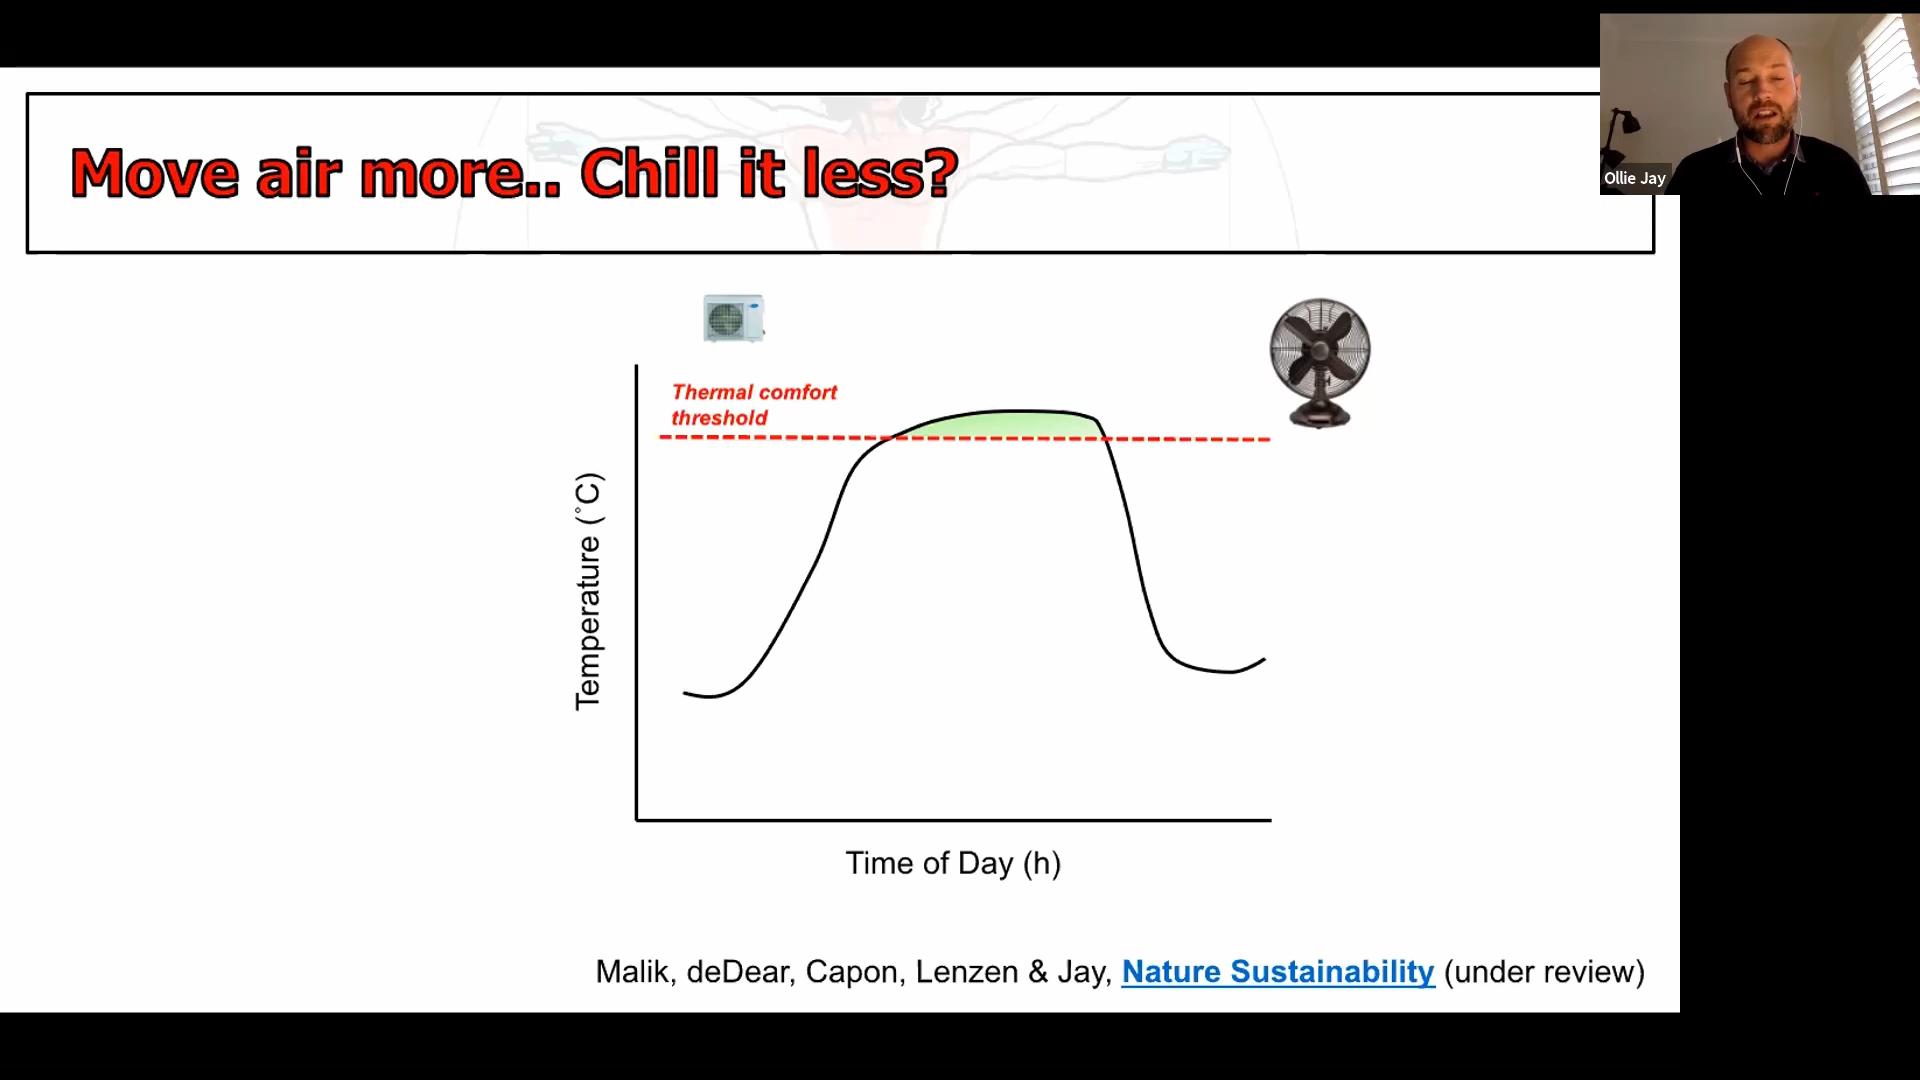 Move air more.. Chill it less?
Ollie Jay
Thermal comfort
threshold
Temperature (˚C)
Time of Day (h)
Malik, deDear, Capon, Lenzen & Jay, Nature Sustainability (under review)